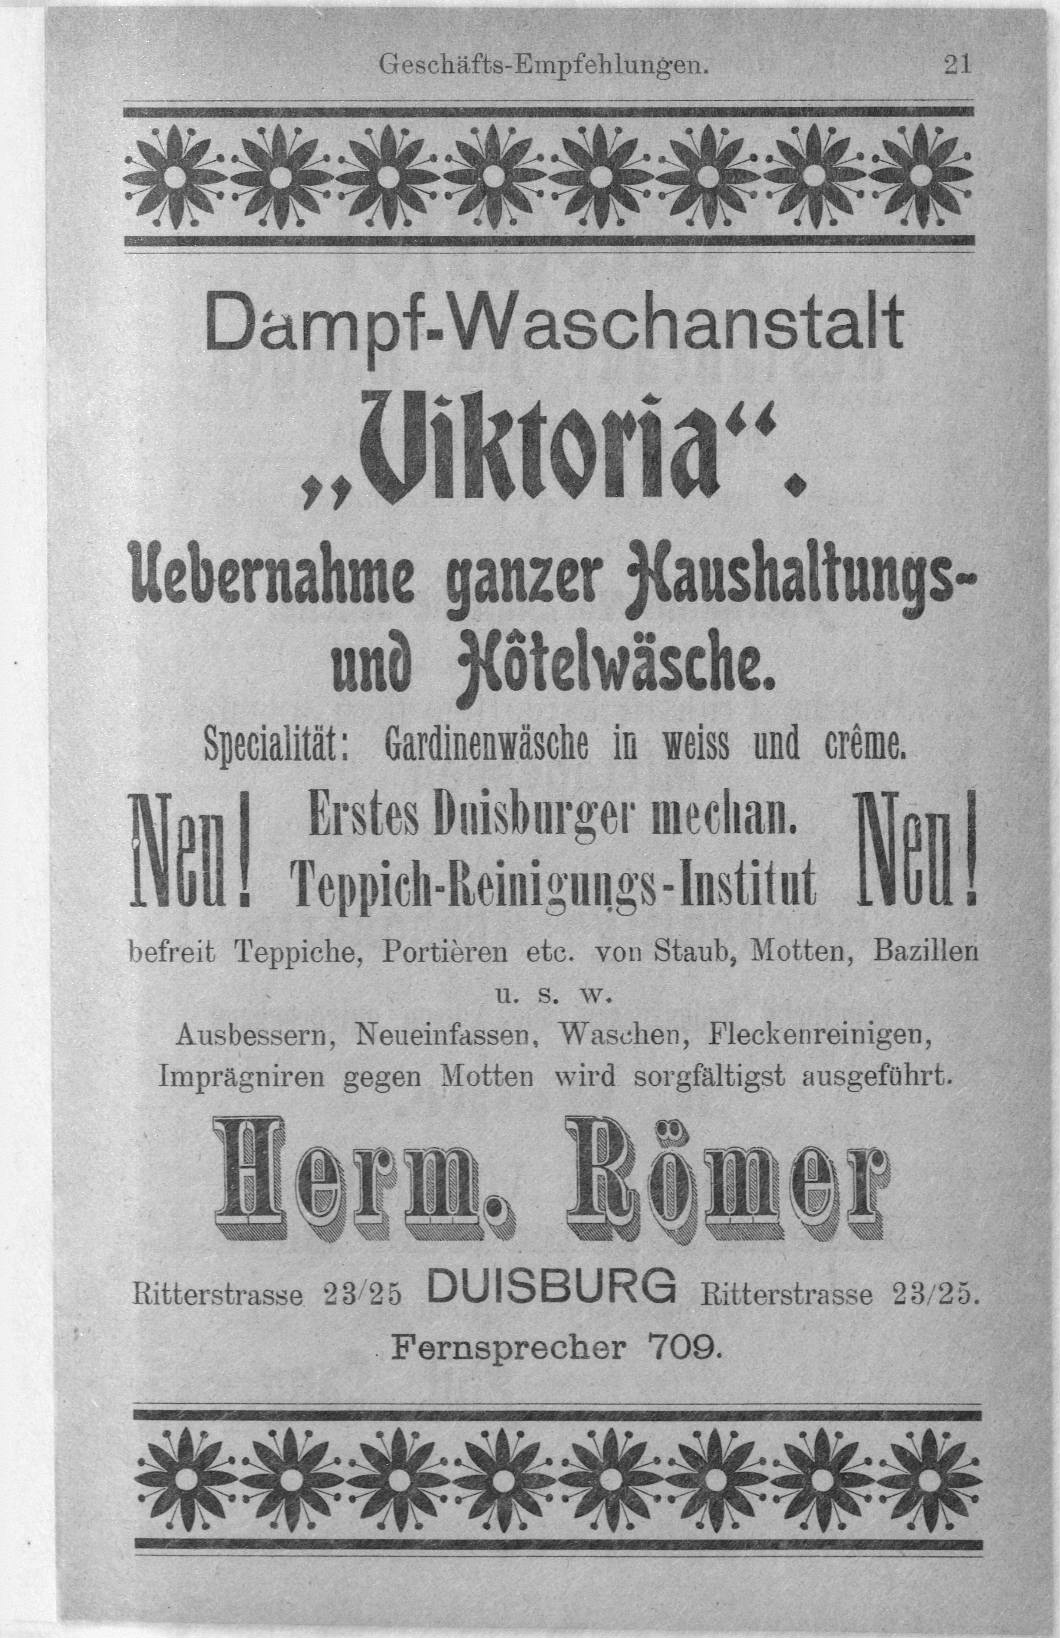 Geschäfts-Empfehlungen. 21
Dampf-Waschanstalt
„Viktoria“.
Uebernahme ganzer Haushaltungs-
und Hôtelwäsche.
Specialität: Gardinenwäsche in weiss und crême.
Neu! Erstes Duisburger mechan. Neu!
Teppich-Reinigungs-Institut
befreit Teppiche, Portièren etc. von Staub, Motten, Bazillen
u. s. w.
Ausbessern, Neueinfassen, Waschen, Fleckenreinigen,
Imprägniren gegen Motten wird sorgfältigst ausgeführt.
Herm. Römer
Ritterstrasse 23/25 DUISBURG Ritterstrasse 23/25.
Fernsprecher 709.